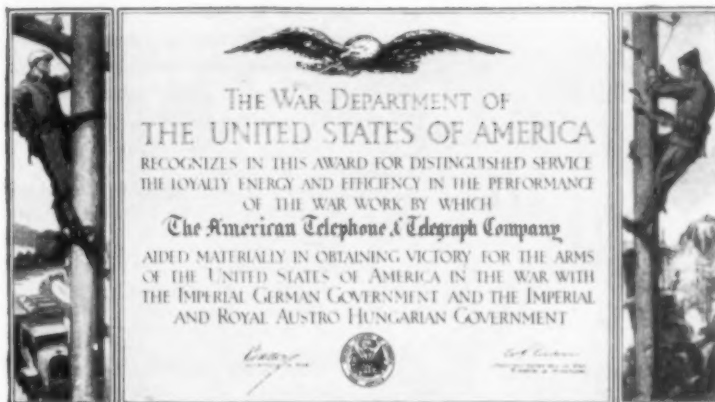 THE WAR DEPARTMENT OF
THE UNITED STATES OF AMERICA
RECOGNIZES IN THIS AWARD FOR DISTINGUISHED SERVICE
THE LOYALTY ENERGY AND EFFICIENCY IN THE PERFORMANCE
OF THE WAR WORK BY WHICH
The American Telephone & Telegraph Company
AIDED MATERIALLY IN OBTAINING VICTORY FOR THE ARMS
OF THE UNITED STATES OF AMERICA IN THE WAR WITH
THE IMPERIAL GERMAN GOVERNMENT AND THE IMPERIAL
AND ROYAL AUSTRO HUNGARIAN GOVERNMENT